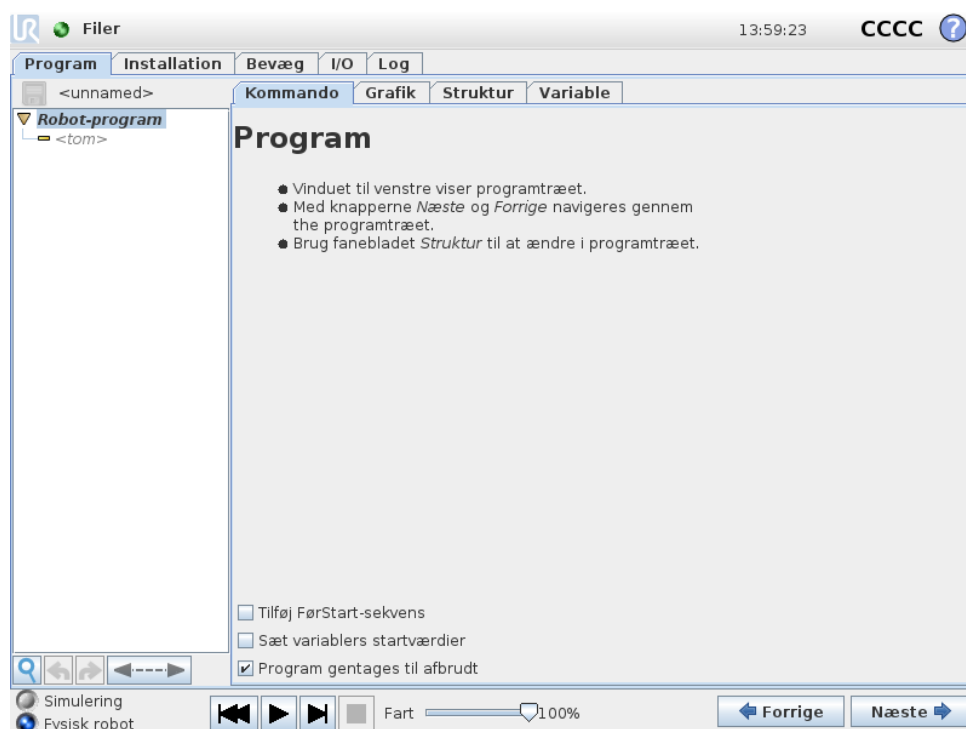 UR Filer 13:59:23 CCCC ?
Program Installation Bevæg I/O Log
<unnamed>
Kommando Grafik Struktur Variable
Robot-program
<tom>
Program
Vinduet til venstre viser programtræet.
Med knapperne Næste og Forrige navigeres gennem
the programtræet.
Brug fanebladet Struktur til at ændre i programtræet.
Tilføj FørStart-sekvens
Sæt variablers startværdier
Program gentages til afbrudt
Simulering
Fysisk robot
Fart 100%
Forrige Næste